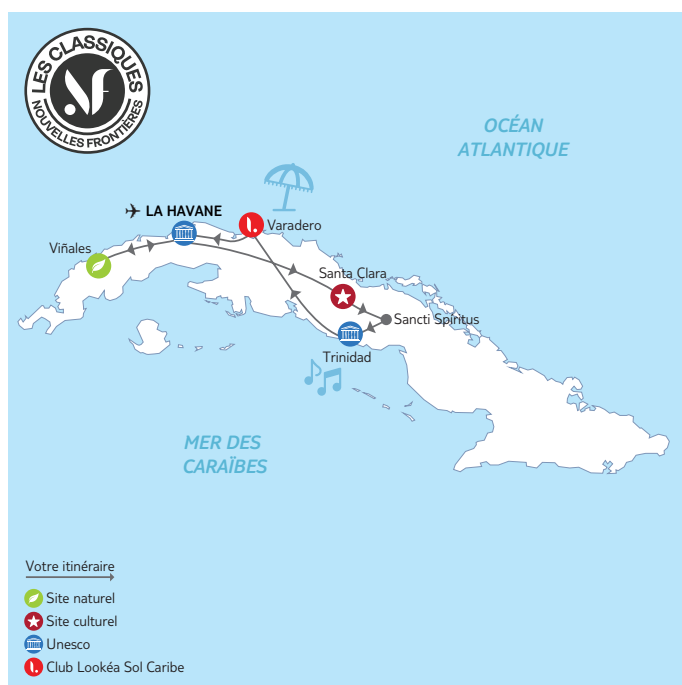 LES CLASSIQUES
NF
NOUVELLES FRONTIÈRES
OCÉAN
ATLANTIQUE
LA HAVANE
Varadero
Viñales
Santa Clara
Sancti Spiritus
Trinidad
MER DES
CARAÏBES
Votre itinéraire
Site naturel
Site culturel
Unesco
Club Lookéa Sol Caribe